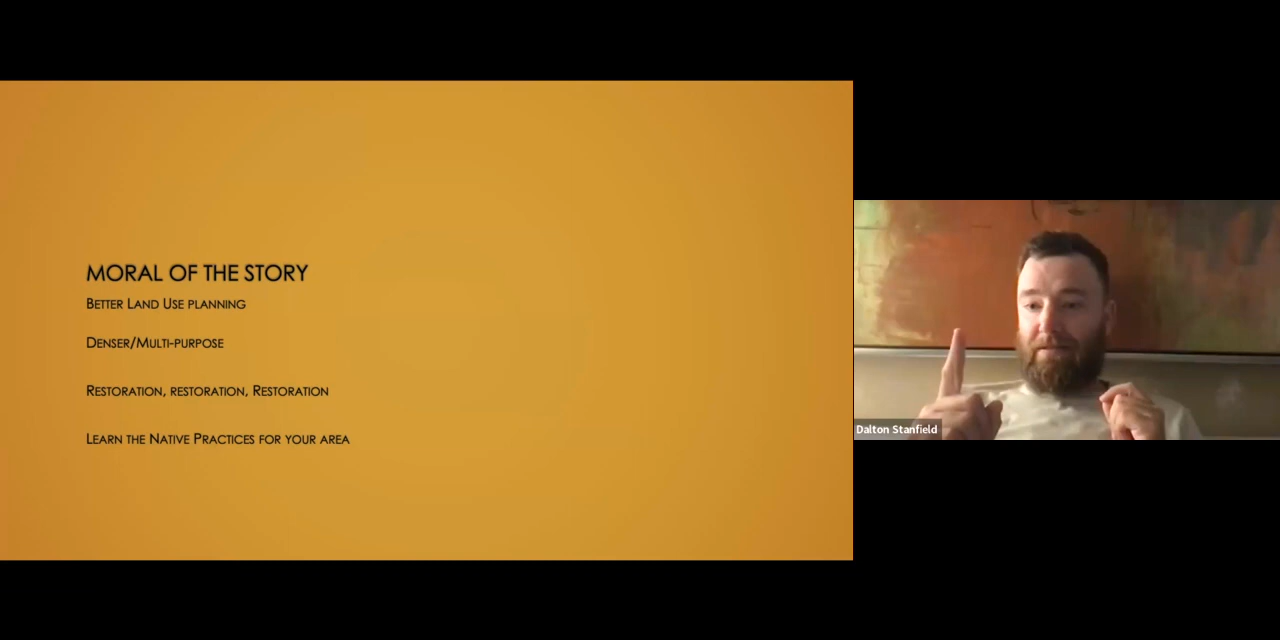 MORAL OF THE STORY
BETTER LAND USE PLANNING
DENSER/MULTI-PURPOSE
RESTORATION, RESTORATION, RESTORATION
LEARN THE NATIVE PRACTICES FOR YOUR AREA
Dalton Stanfield